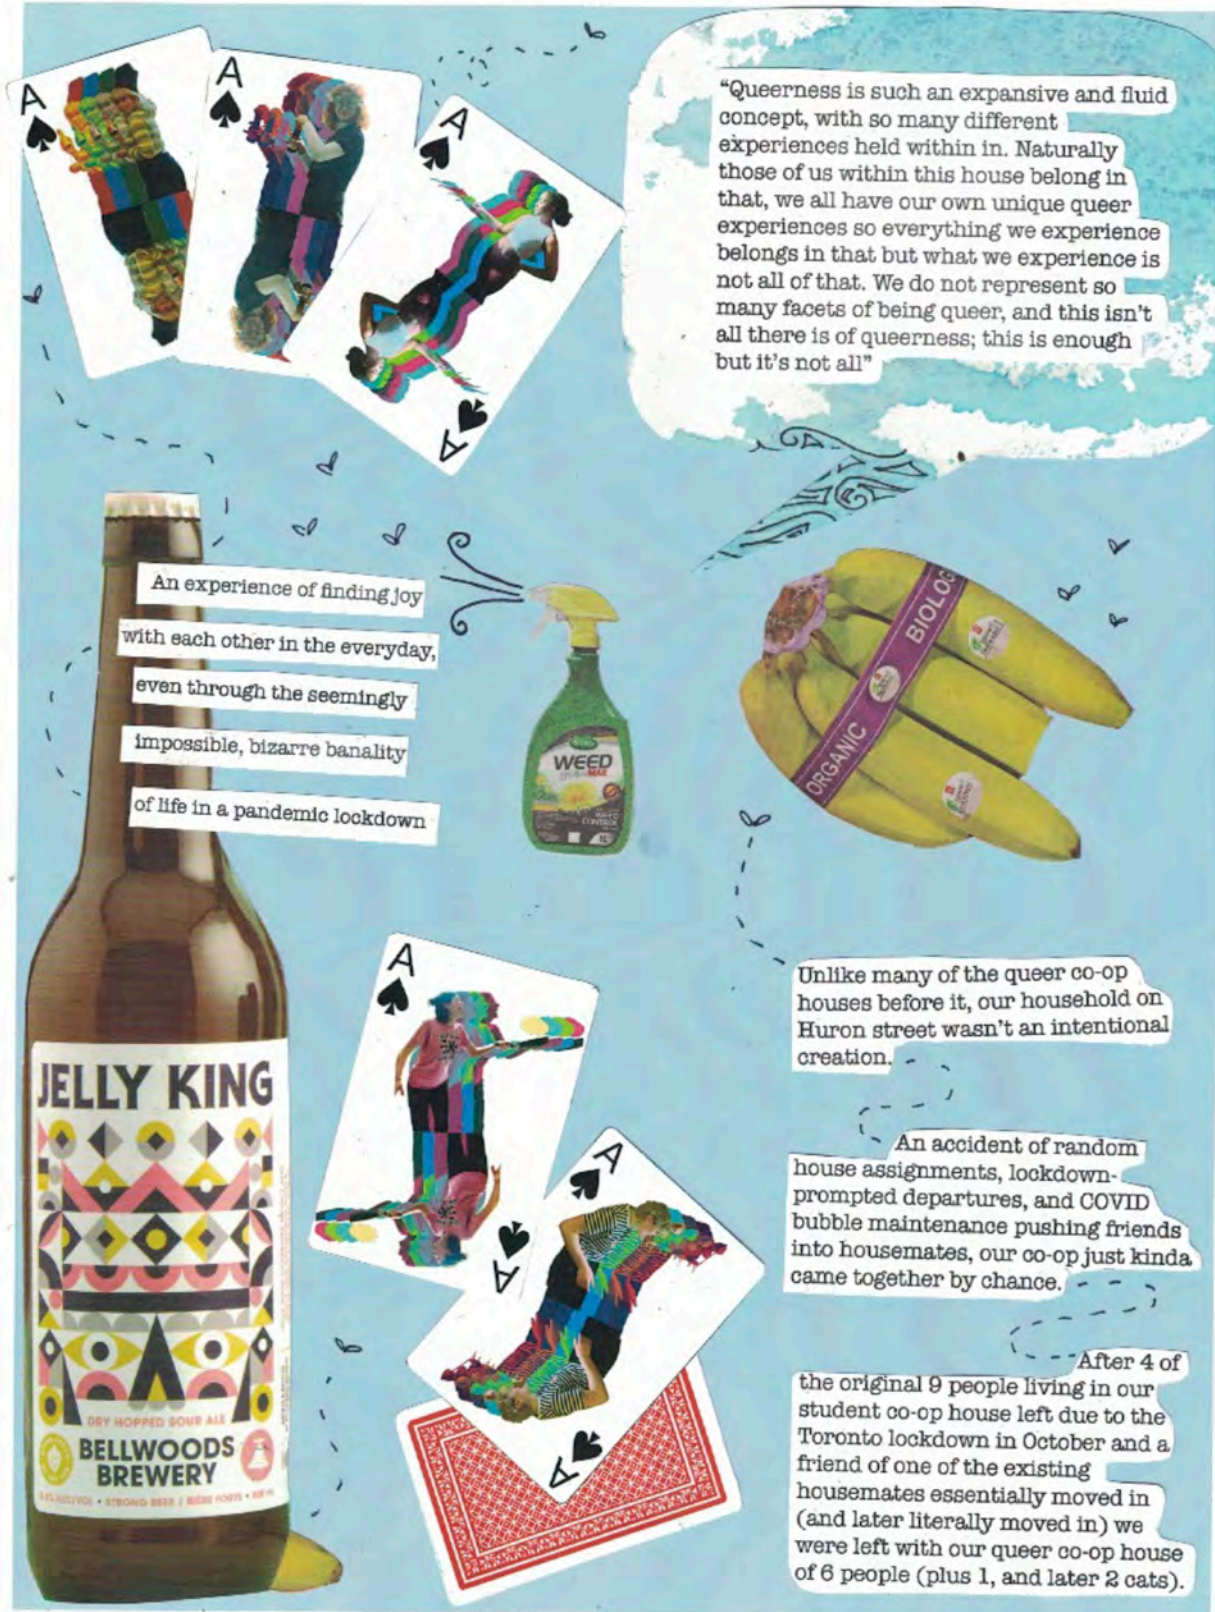 A
A
A
A
"Queerness is such an expansive and fluid
concept, with so many different
experiences held within in. Naturally
those of us within this house belong in
that, we all have our own unique queer
experiences so everything we experience
belongs in that but what we experience is
not all of that. We do not represent so
many facets of being queer, and this isn't
all there is of queerness; this is enough
but it's not all"
An experience of finding joy
with each other in the everyday,
even through the seemingly
impossible, bizarre banality
of life in a pandemic lockdown
WEED
MAX
WEED
CONTROL
ORGANIC BIOLOG
Unlike many of the queer co-op
houses before it, our household on
Huron street wasn't an intentional
creation.
An accident of random
house assignments, lockdown-
prompted departures, and COVID
bubble maintenance pushing friends
into housemates, our co-op just kinda
came together by chance.
After 4 of
the original 9 people living in our
student co-op house left due to the
Toronto lockdown in October and a
friend of one of the existing
housemates essentially moved in
(and later literally moved in) we
were left with our queer co-op house
of 6 people (plus 1, and later 2 cats).
A
A
A
A
JELLY KING
DRY HOPPED SOUR ALE
BELLWOODS
BREWERY
STRONG BEER / BIÈRE FORTE